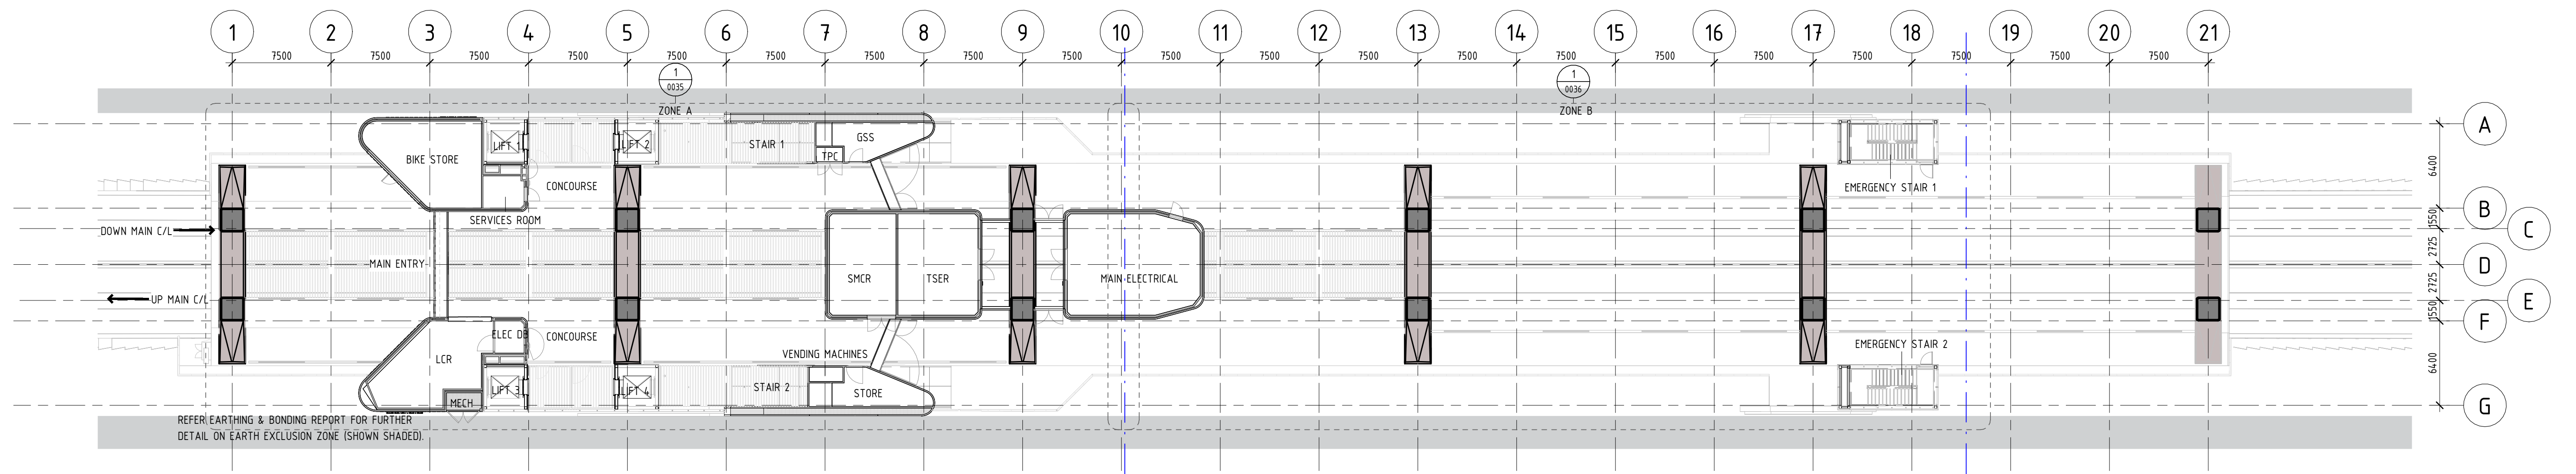 1 2 3 4 5 6 7 8 9 10 11 12 13 14 15 16 17 18 19 20 21
7500 7500 7500 7500 7500 7500 7500 7500 7500 7500 7500 7500 7500 7500 7500 7500 7500 7500 7500 7500
1
0035
1
0036
ZONE A
ZONE B
A
BIKE STORE
LIFT 1
LIFT 2
STAIR 1
TPC
GSS
6400
CONCOURSE
EMERGENCY STAIR 1
SERVICES ROOM
B
1550
DOWN MAIN C/L
C
2725
MAIN ENTRY
D
SMCR
TSER
MAIN ELECTRICAL
2725
UP MAIN C/L
E
1550
F
ELEC DB
CONCOURSE
EMERGENCY STAIR 2
LCR
VENDING MACHINES
6400
LIFT 3
LIFT 4
STAIR 2
STORE
MECH
G
REFER EARTHING & BONDING REPORT FOR FURTHER
DETAIL ON EARTH EXCLUSION ZONE (SHOWN SHADED).